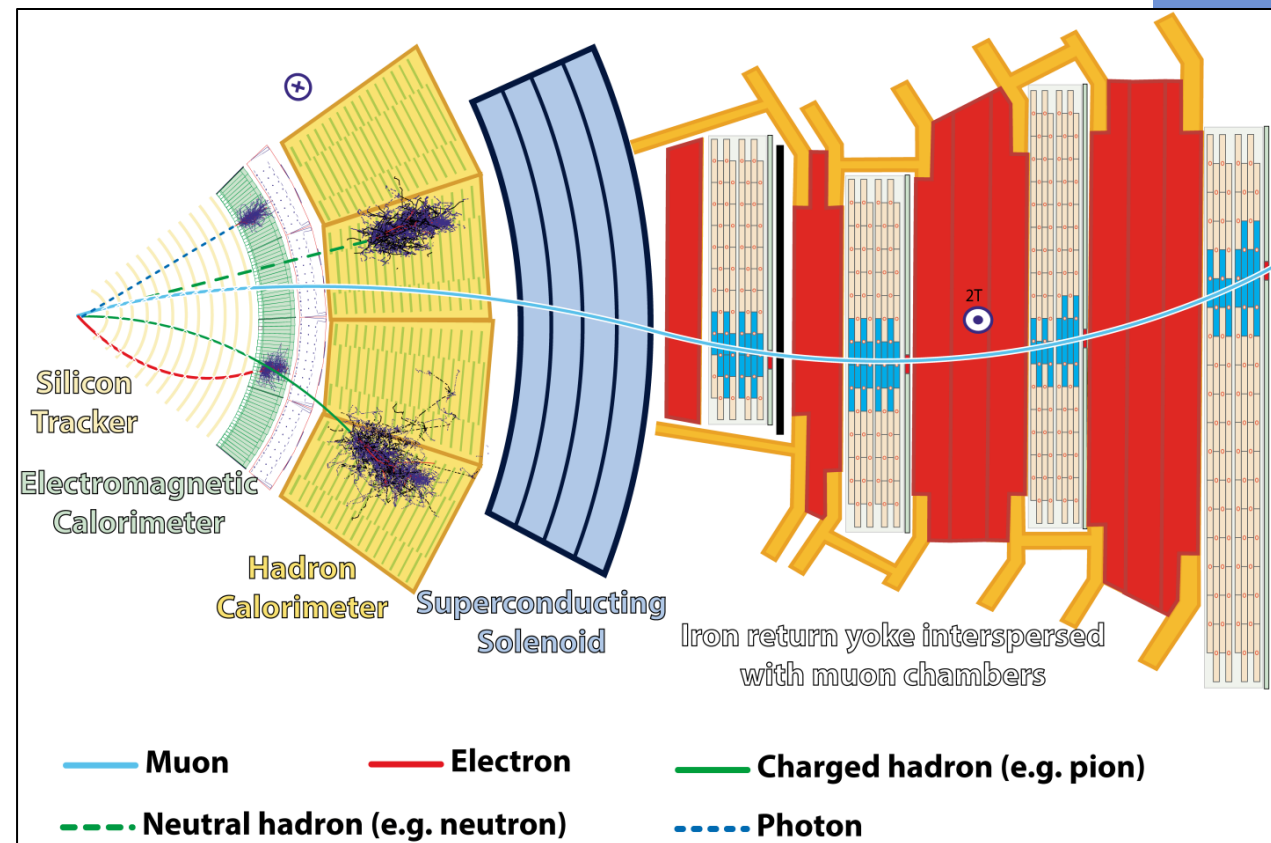 2T
Silicon
Tracker
Electromagnetic
Calorimeter
Hadron
Calorimeter
Superconducting
Solenoid
Iron return yoke interspersed
with muon chambers
Muon
Electron
Charged hadron (e.g. pion)
Neutral hadron (e.g. neutron)
Photon